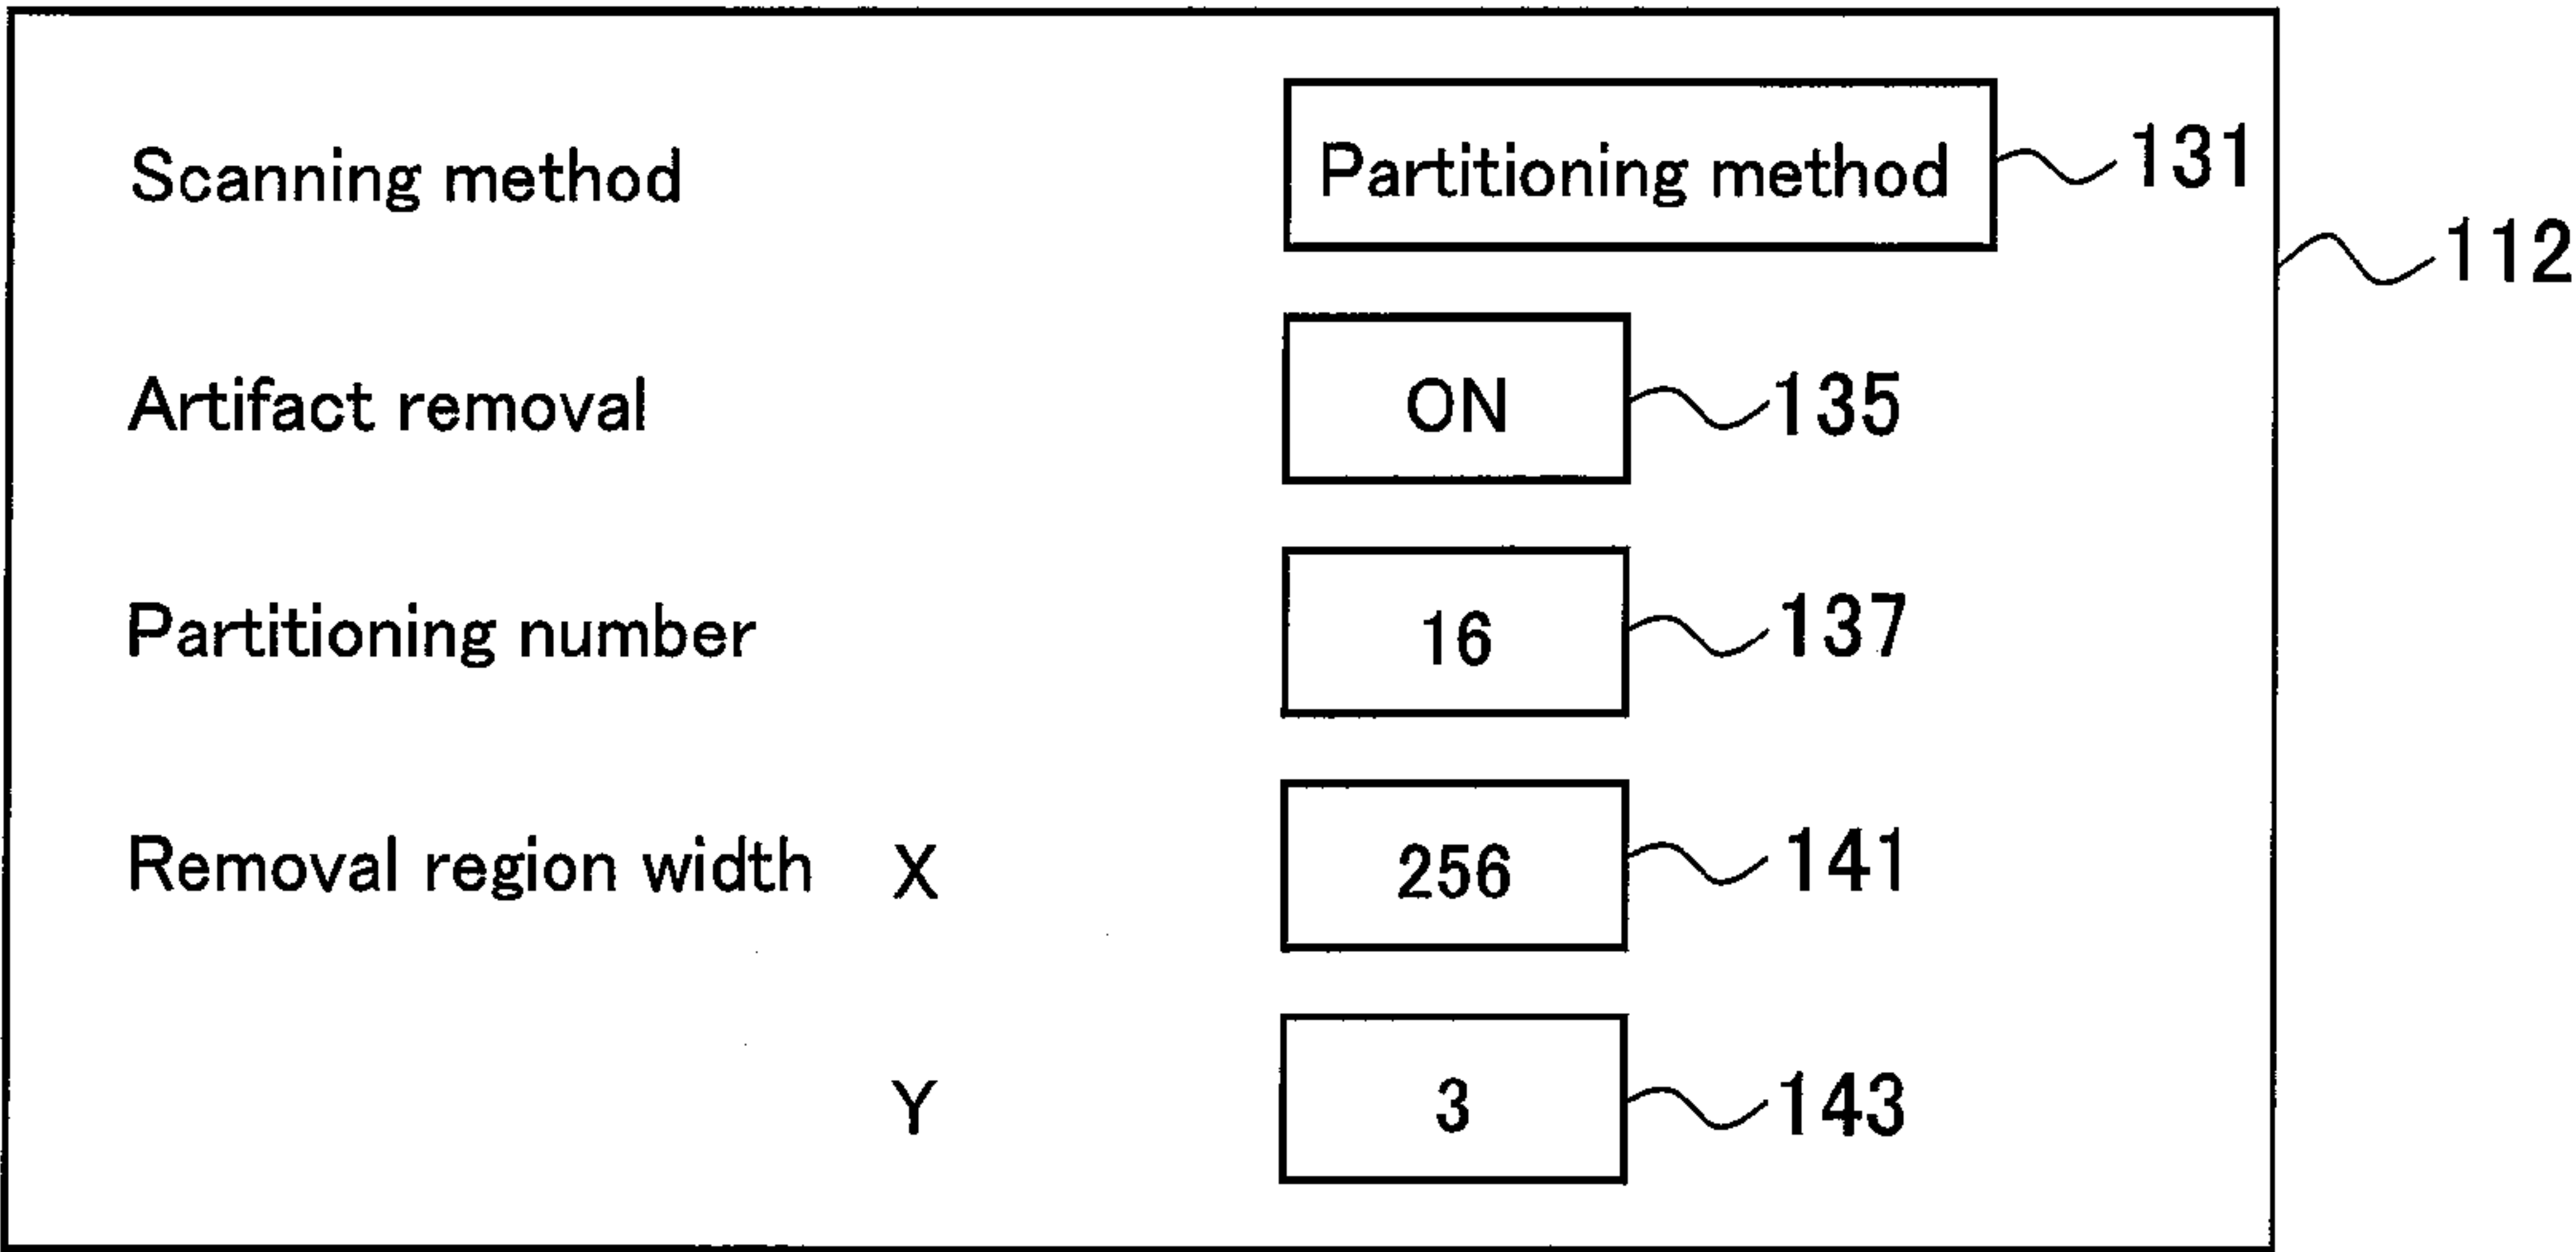 Scanning method Partitioning method 131
112
Artifact removal ON 135
Partitioning number 16 137
Removal region width X 256 141
Y 3 143